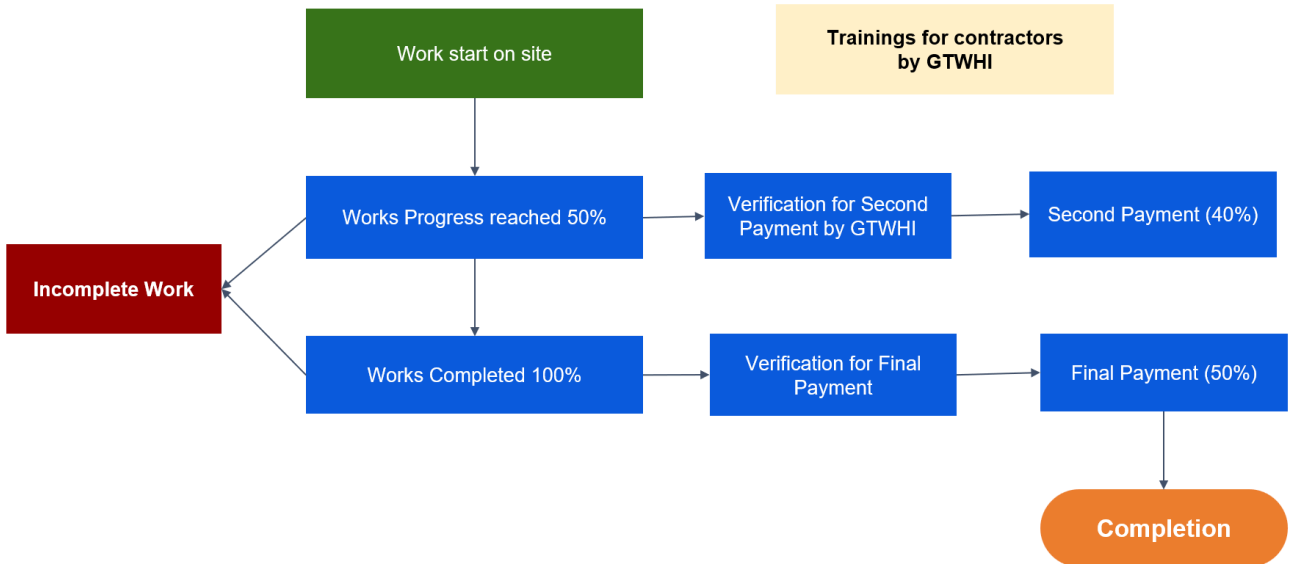 Work start on site
Trainings for contractors
by GTWHI
Works Progress reached 50%
Verification for Second
Payment by GTWHI
Second Payment (40%)
Incomplete Work
Works Completed 100%
Verification for Final
Payment
Final Payment (50%)
Completion